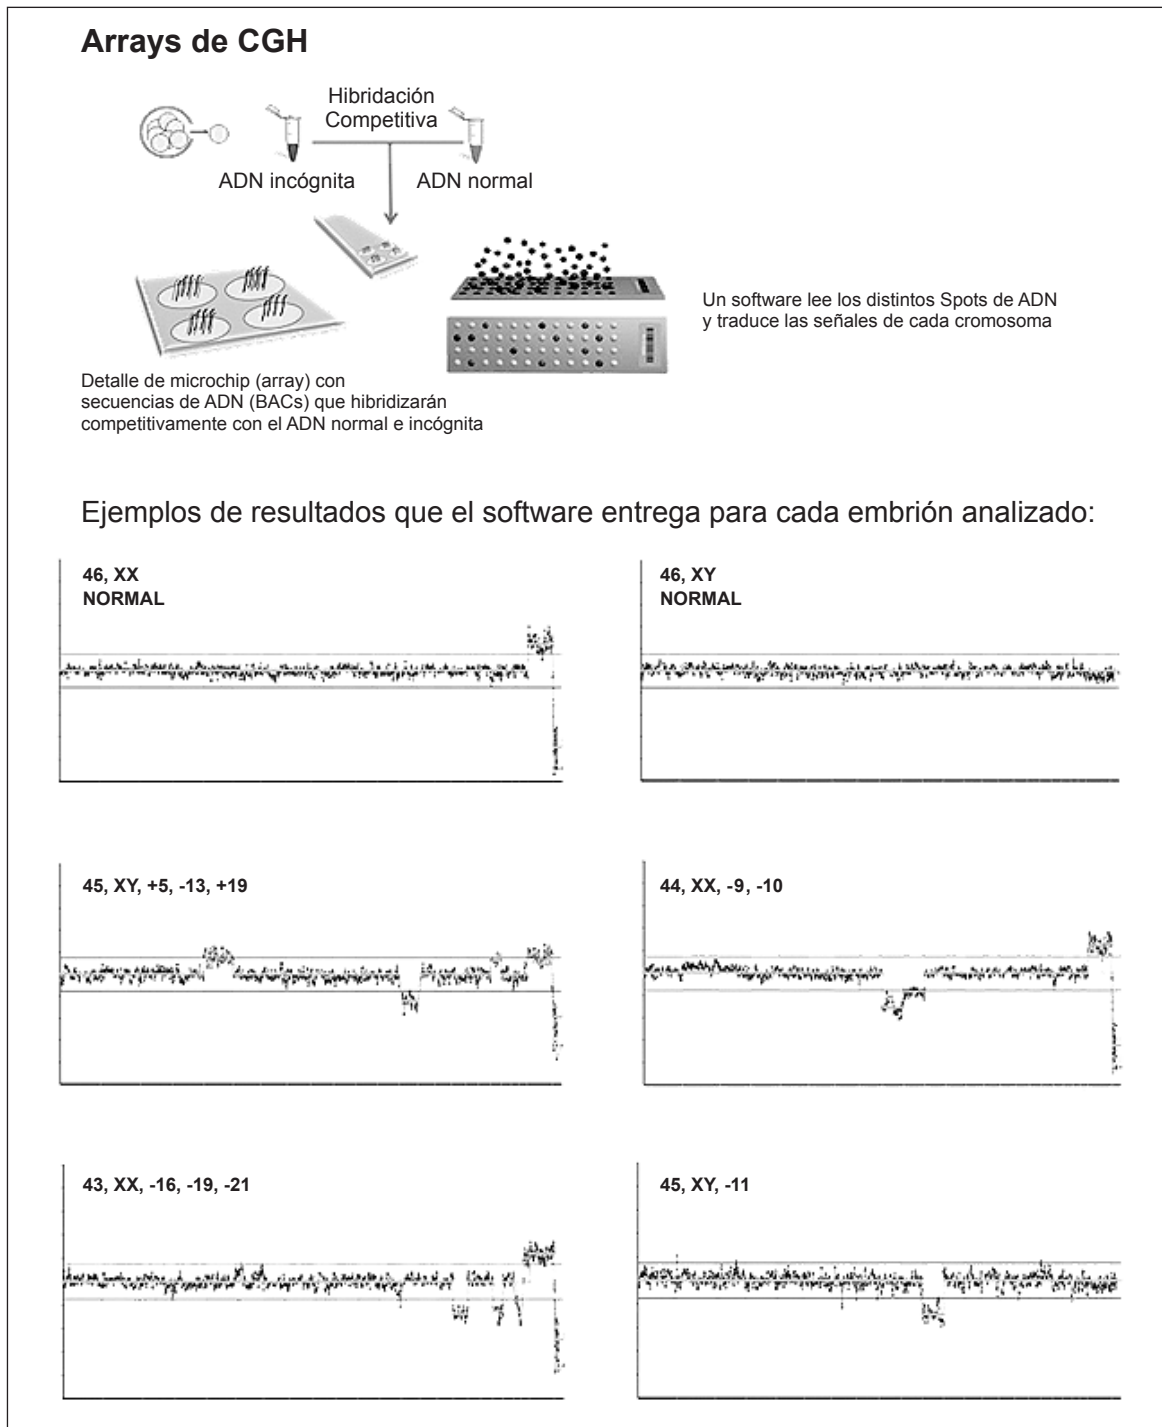 Arrays de CGH
Hibridación
Competitiva
ADN incógnita
ADN normal
Un software lee los distintos Spots de ADN
y traduce las señales de cada cromosoma
Detalle de microchip (array) con
secuencias de ADN (BACs) que hibridizarán
competitivamente con el ADN normal e incógnita
Ejemplos de resultados que el software entrega para cada embrión analizado:
46, XX
NORMAL
46, XY
NORMAL
45, XY, +5, -13, +19
44, XX, -9, -10
43, XX, -16, -19, -21
45, XY, -11